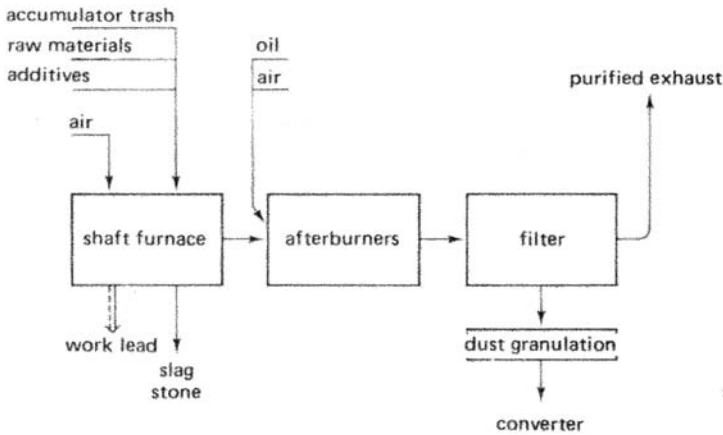 accumulator trash
raw materials
additives
air
oil
air
purified exhaust
shaft furnace
afterburners
filter
work lead
slag
stone
dust granulation
converter